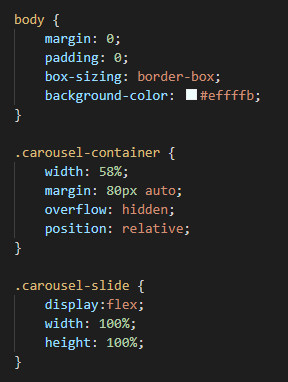 body {
    margin: 0;
    padding: 0;
    box-sizing: border-box;
    background-color: #effffb;
}

.carousel-container {
    width: 58%;
    margin: 80px auto;
    overflow: hidden;
    position: relative;
}

.carousel-slide {
    display:flex;
    width: 100%;
    height: 100%;
}